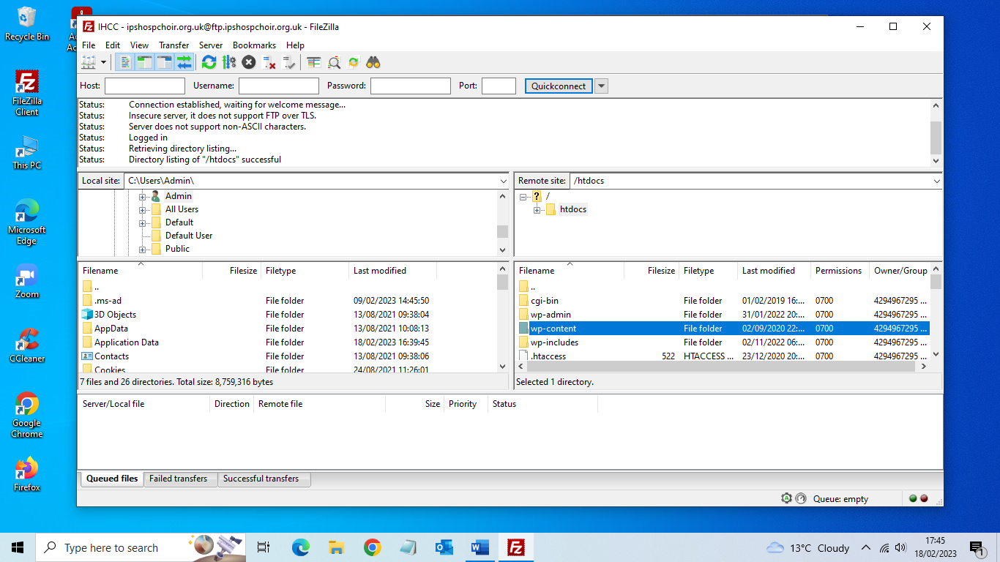 Recycle Bin
FileZilla Client
This PC
Microsoft Edge
Zoom
CCleaner
Google Chrome
Firefox
IHCC - ipshospchoir.org.uk@ftp.ipshospchoir.org.uk - FileZilla
File Edit View Transfer Server Bookmarks Help
Host: Username: Password: Port: Quickconnect
Status: Connection established, waiting for welcome message...
Status: Insecure server, it does not support FTP over TLS.
Status: Server does not support non-ASCII characters.
Status: Logged in
Status: Retrieving directory listing...
Status: Directory listing of "/htdocs" successful
Local site: C:\Users\Admin\
Admin
All Users
Default
Default User
Public
Remote site: /htdocs
/
htdocs
Filename Filesize Filetype Last modified
..
.ms-ad File folder 09/02/2023 14:45:50
3D Objects File folder 13/08/2021 09:38:04
AppData File folder 13/08/2021 10:08:13
Application Data File folder 18/02/2023 16:39:45
Contacts File folder 13/08/2021 09:38:06
Cookies File folder 24/08/2021 11:26:01
7 files and 26 directories. Total size: 8,759,316 bytes
Filename Filesize Filetype Last modified Permissions Owner/Group
..
cgi-bin File folder 01/02/2019 16:... 0700 4294967295 ...
wp-admin File folder 31/01/2022 20:... 0700 4294967295 ...
wp-content File folder 02/09/2020 22:... 0700 4294967295 ...
wp-includes File folder 02/11/2022 06:... 0700 4294967295 ...
.htaccess 522 HTACCESS ... 23/12/2020 20:... 0700 4294967295 ...
Selected 1 directory.
Server/Local file Direction Remote file Size Priority Status
Queued files Failed transfers Successful transfers
Queue: empty
Type here to search
13°C Cloudy
17:45
18/02/2023
1